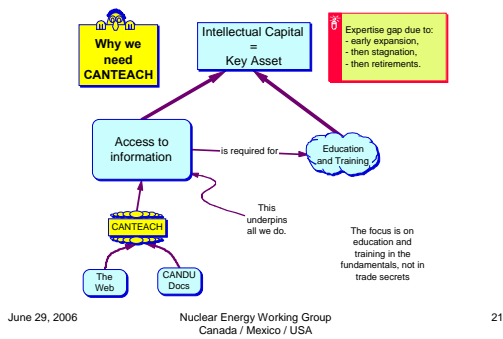 Why we
need
CANTEACH
Intellectual Capital
=
Key Asset
Expertise gap due to:
- early expansion,
- then stagnation,
- then retirements.
Access to
information
is required for
Education
and Training
This
underpins
all we do.
CANTEACH
The focus is on
education and
training in the
fundamentals, not in
trade secrets
The
Web
CANDU
Docs
June 29, 2006
Nuclear Energy Working Group
Canada / Mexico / USA
21